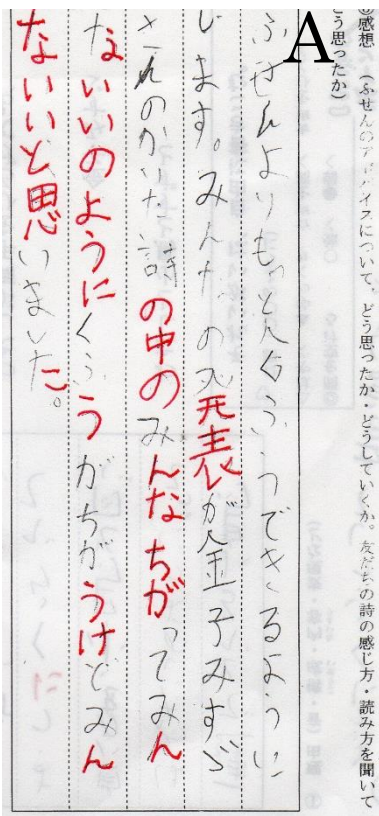 A
感想(ふせんのアドバイスについて、どう思ったか・どうしていくか。友だちの詩の感じ方・読み方を聞いて
どう思ったか)
ふせんよりもっと人くふうできるように
します。みんなの発表が金子みすゞ
さんのかいた詩の中のみんなちがってみん
ないいのようにくふうがちがうけどみん
ないいと思いました。